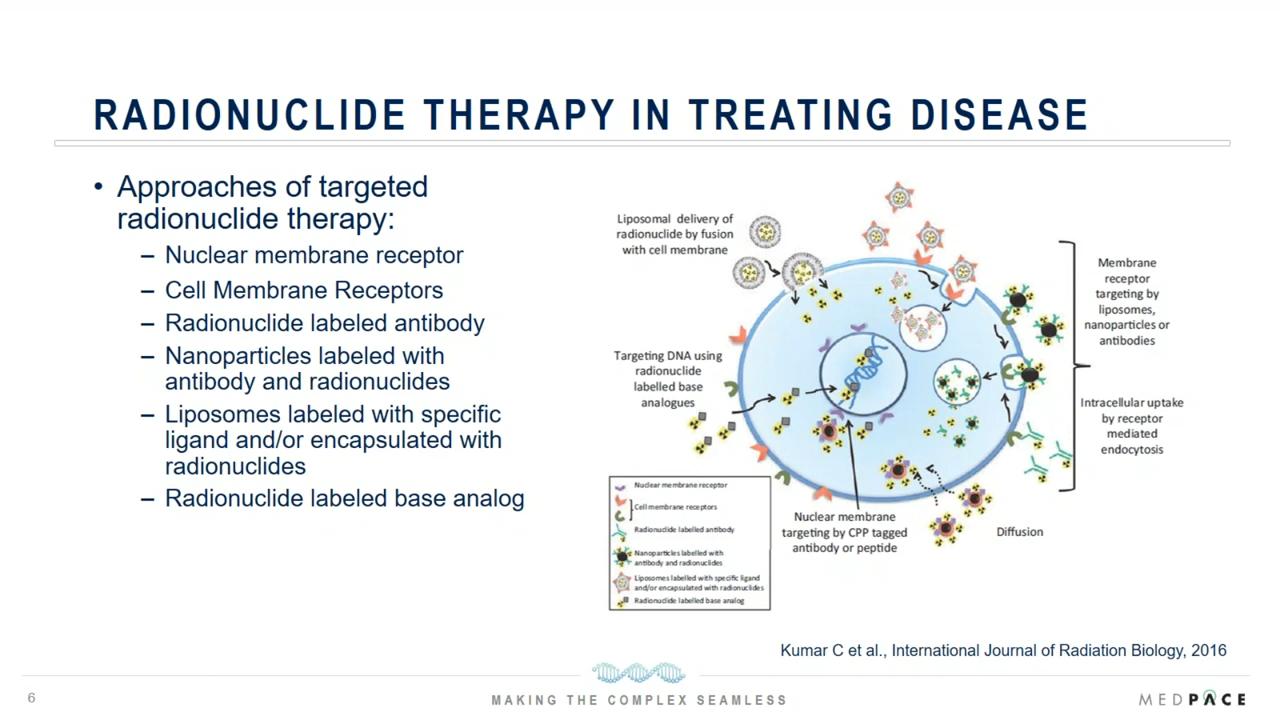 RADIONUCLIDE THERAPY IN TREATING DISEASE
• Approaches of targeted
radionuclide therapy:
– Nuclear membrane receptor
– Cell Membrane Receptors
– Radionuclide labeled antibody
– Nanoparticles labeled with
antibody and radionuclides
– Liposomes labeled with specific
ligand and/or encapsulated with
radionuclides
– Radionuclide labeled base analog
Liposomal delivery of
radionuclide by fusion
with cell membrane
Targeting DNA using
radionuclide
labelled base
analogues
Membrane
receptor
targeting by
liposomes,
nanoparticles or
antibodies
Intracellular uptake
by receptor
mediated
endocytosis
Nuclear membrane
targeting by CPP tagged
antibody or peptide
Diffusion
Nuclear membrane receptor
Cell membrane receptors
Radionuclide labelled antibody
Nanoparticles labelled with
antibody and radionuclides
Liposomes labelled with specific ligand
and/or encapsulated with radionuclides
Radionuclide labelled base analog
Kumar C et al., International Journal of Radiation Biology, 2016
6
MAKING THE COMPLEX SEAMLESS
MEDPACE